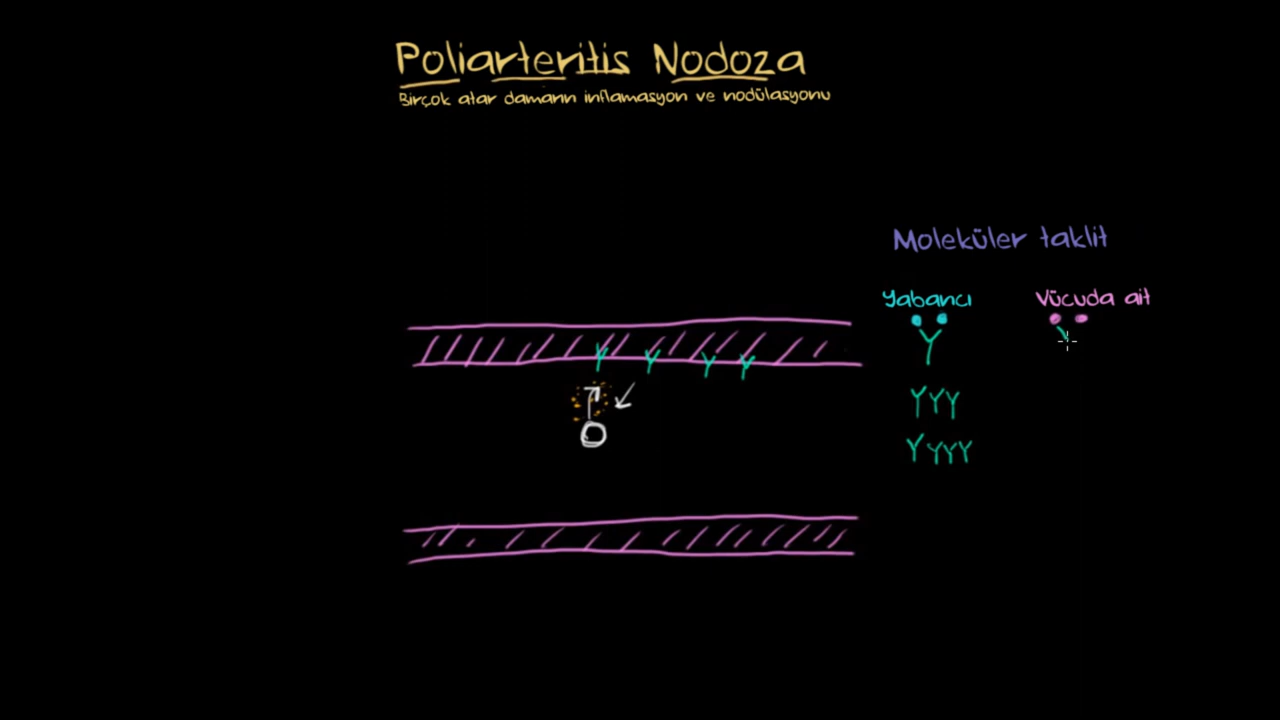 Poliarteritis Nodoza
Birçok atar damarın inflamasyon ve nodülasyonu
Moleküler taklit
Yabancı
Vücuda ait